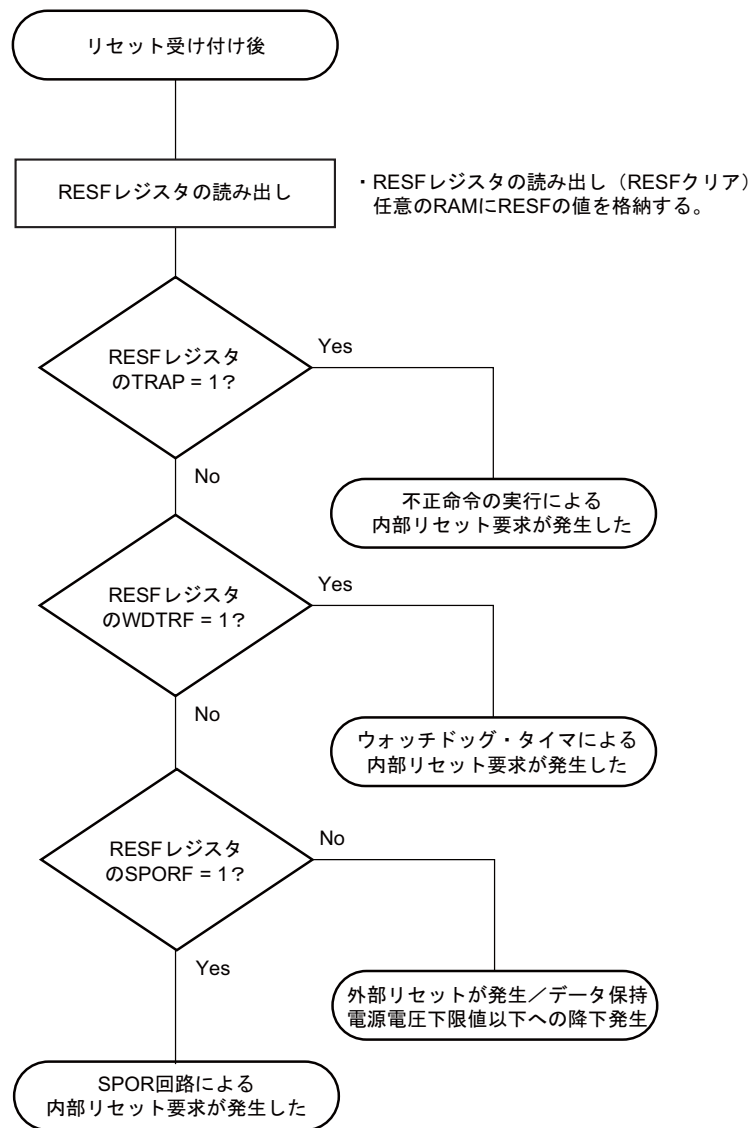 リセット受け付け後
RESFレジスタの読み出し
・RESFレジスタの読み出し（RESFクリア）
任意のRAMにRESFの値を格納する。
RESFレジスタ
のTRAP = 1？
Yes
No
不正命令の実行による
内部リセット要求が発生した
RESFレジスタ
のWDTRF = 1？
Yes
No
ウォッチドッグ・タイマによる
内部リセット要求が発生した
RESFレジスタ
のSPORF = 1？
No
Yes
外部リセットが発生／データ保持
電源電圧下限値以下への降下発生
SPOR回路による
内部リセット要求が発生した